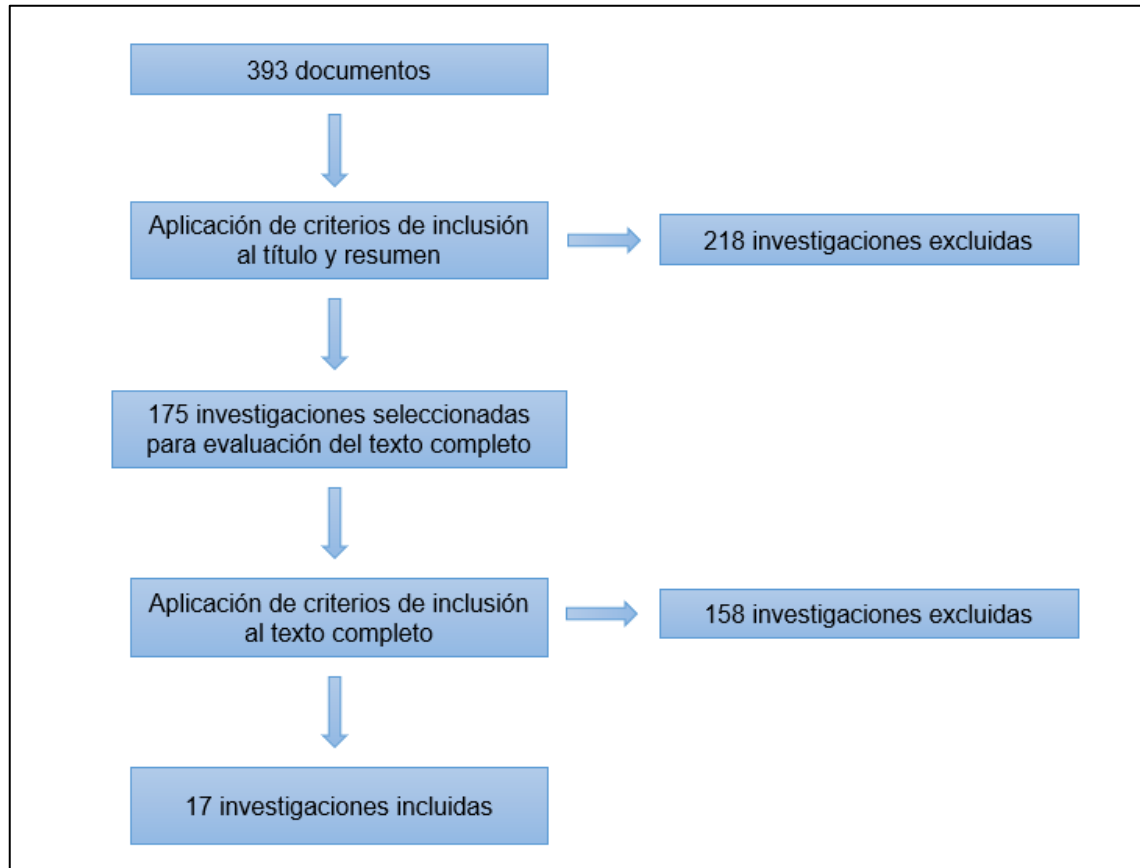 393 documentos
Aplicación de criterios de inclusión
al título y resumen
218 investigaciones excluidas
175 investigaciones seleccionadas
para evaluación del texto completo
Aplicación de criterios de inclusión
al texto completo
158 investigaciones excluidas
17 investigaciones incluidas